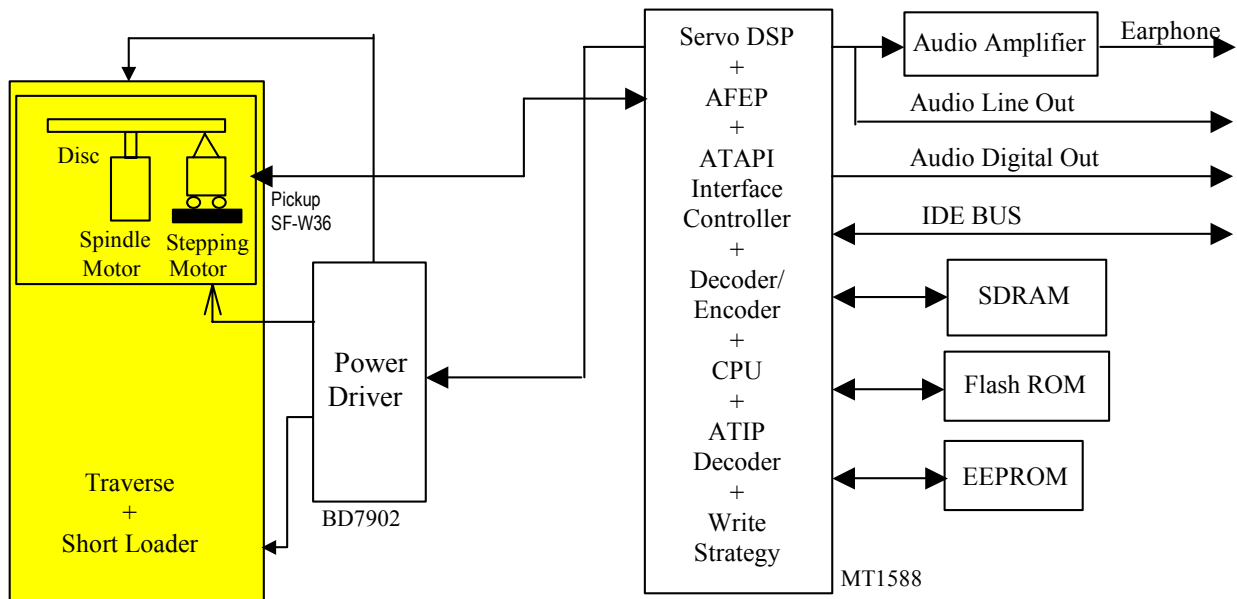 Disc
Spindle
Motor
Stepping
Motor
Pickup
SF-W36
Traverse
+
Short Loader
Power
Driver
BD7902
Servo DSP
+
AFEP
+
ATAPI
Interface
Controller
+
Decoder/
Encoder
+
CPU
+
ATIP
Decoder
+
Write
Strategy
MT1588
Audio Amplifier
Earphone
Audio Line Out
Audio Digital Out
IDE BUS
SDRAM
Flash ROM
EEPROM